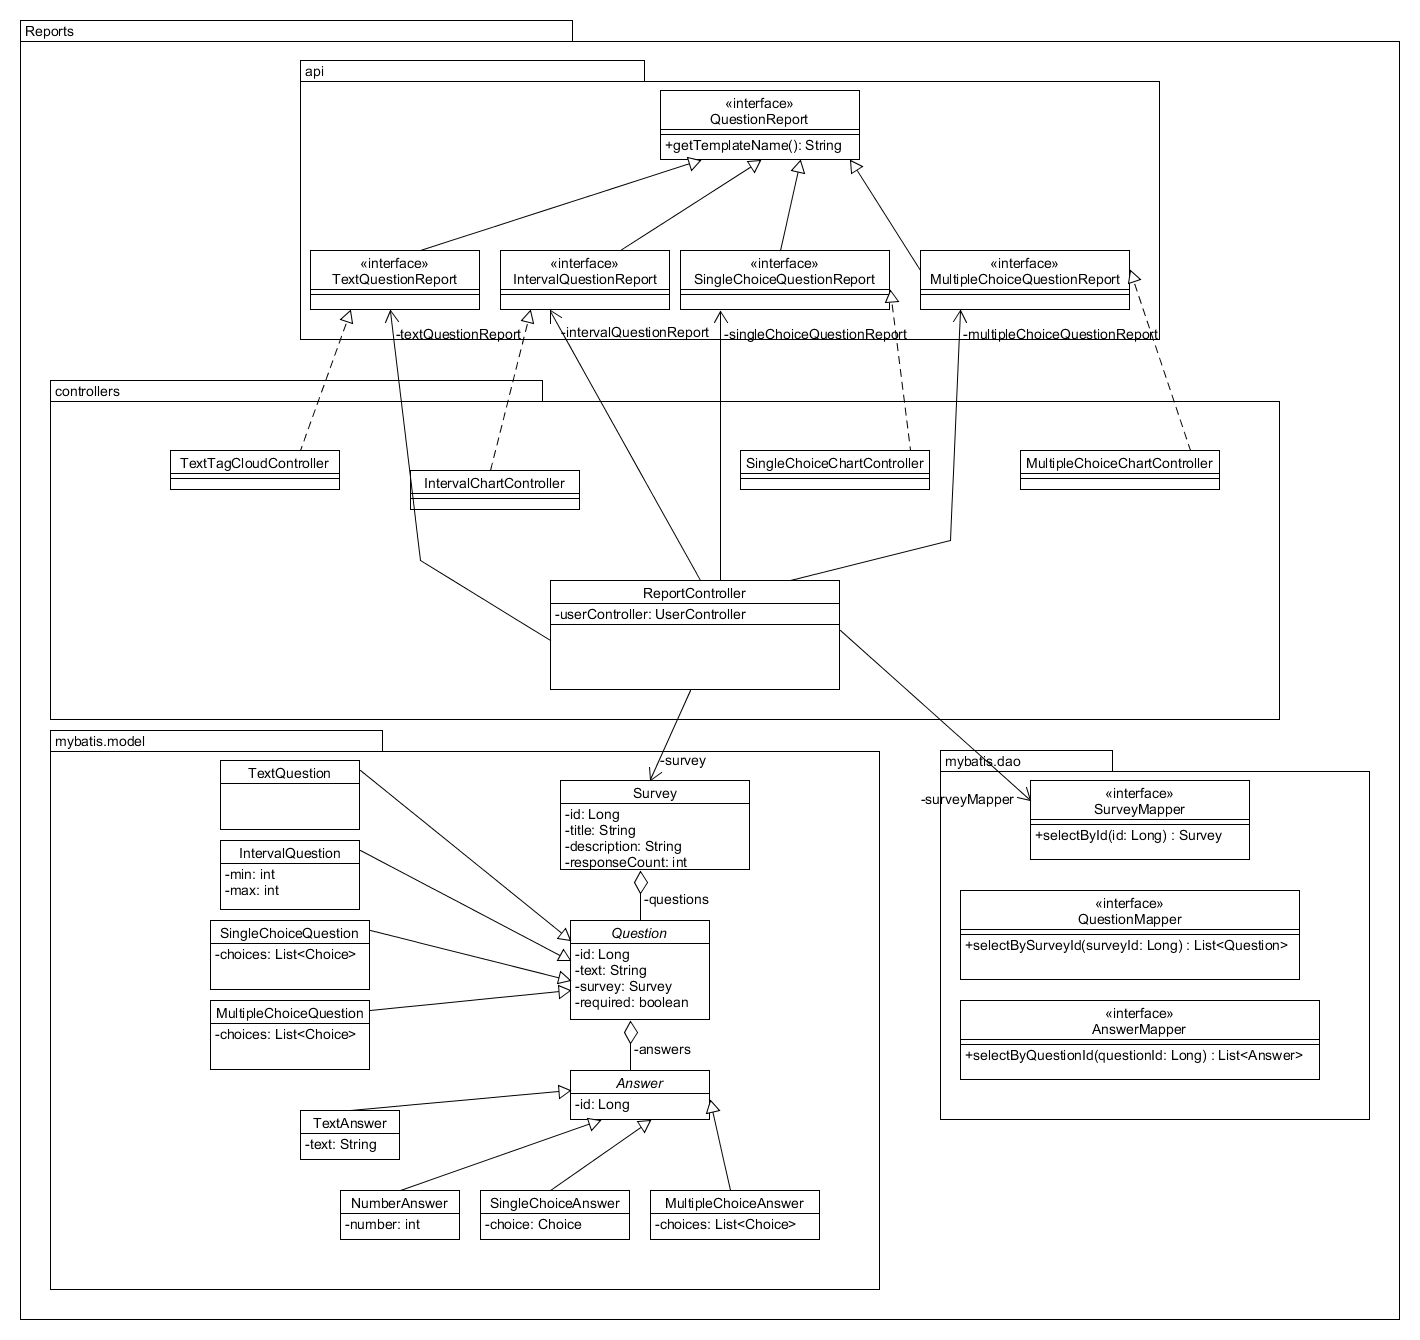 Reports
api
«interface»
QuestionReport
+getTemplateName(): String
«interface»
TextQuestionReport
«interface»
IntervalQuestionReport
«interface»
SingleChoiceQuestionReport
«interface»
MultipleChoiceQuestionReport
-textQuestionReport
-intervalQuestionReport
-singleChoiceQuestionReport
-multipleChoiceQuestionReport
controllers
TextTagCloudController
IntervalChartController
SingleChoiceChartController
MultipleChoiceChartController
ReportController
-userController: UserController
mybatis.model
-survey
TextQuestion
IntervalQuestion
-min: int
-max: int
SingleChoiceQuestion
-choices: List<Choice>
MultipleChoiceQuestion
-choices: List<Choice>
Survey
-id: Long
-title: String
-description: String
-responseCount: int
-questions
Question
-id: Long
-text: String
-survey: Survey
-required: boolean
-answers
Answer
-id: Long
TextAnswer
-text: String
NumberAnswer
-number: int
SingleChoiceAnswer
-choice: Choice
MultipleChoiceAnswer
-choices: List<Choice>
mybatis.dao
-surveyMapper
«interface»
SurveyMapper
+selectById(id: Long) : Survey
«interface»
QuestionMapper
+selectBySurveyId(surveyId: Long) : List<Question>
«interface»
AnswerMapper
+selectByQuestionId(questionId: Long) : List<Answer>